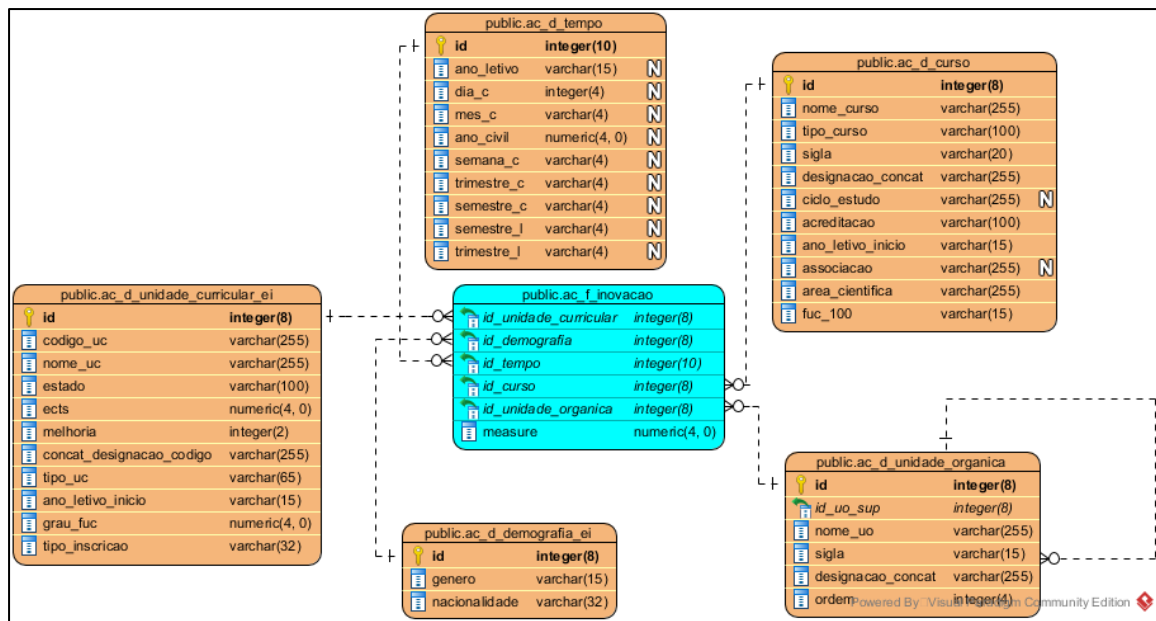 public.ac_d_tempo
id integer(10)
ano_letivo varchar(15) N
dia_c integer(4) N
mes_c varchar(4) N
ano_civil numeric(4, 0) N
semana_c varchar(4) N
trimestre_c varchar(4) N
semestre_c varchar(4) N
semestre_l varchar(4) N
trimestre_l varchar(4) N
public.ac_d_curso
id integer(8)
nome_curso varchar(255)
tipo_curso varchar(100)
sigla varchar(20)
designacao_concat varchar(255)
ciclo_estudo varchar(255) N
acreditacao varchar(100)
ano_letivo_inicio varchar(15)
associacao varchar(255) N
area_cientifica varchar(255)
fuc_100 varchar(15)
public.ac_d_unidade_curricular_ei
id integer(8)
codigo_uc varchar(255)
nome_uc varchar(255)
estado varchar(100)
ects numeric(4, 0)
melhoria integer(2)
concat_designacao_codigo varchar(255)
tipo_uc varchar(65)
ano_letivo_inicio varchar(15)
grau_fuc numeric(4, 0)
tipo_inscricao varchar(32)
public.ac_f_inovacao
id_unidade_curricular integer(8)
id_demografia integer(8)
id_tempo integer(10)
id_curso integer(8)
id_unidade_organica integer(8)
measure numeric(4, 0)
public.ac_d_unidade_organica
id integer(8)
id_uo_sup integer(8)
nome_uo varchar(255)
sigla varchar(15)
designacao_concat varchar(255)
ordem integer(4)
public.ac_d_demografia_ei
id integer(8)
genero varchar(15)
nacionalidade varchar(32)
Powered By Visual Paradigm Community Edition